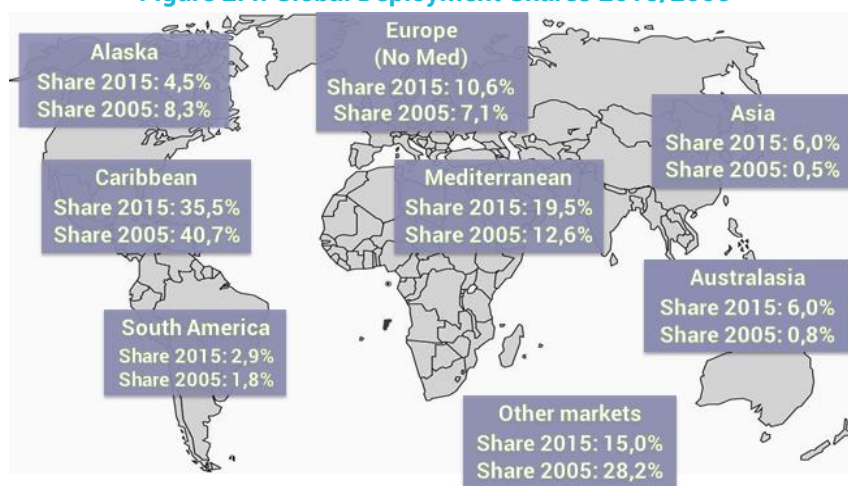 Alaska
Share 2015: 4,5%
Share 2005: 8,3%
Europe
(No Med)
Share 2015: 10,6%
Share 2005: 7,1%
Asia
Share 2015: 6,0%
Share 2005: 0,5%
Caribbean
Share 2015: 35,5%
Share 2005: 40,7%
Mediterranean
Share 2015: 19,5%
Share 2005: 12,6%
Australasia
Share 2015: 6,0%
Share 2005: 0,8%
South America
Share 2015: 2,9%
Share 2005: 1,8%
Other markets
Share 2015: 15,0%
Share 2005: 28,2%